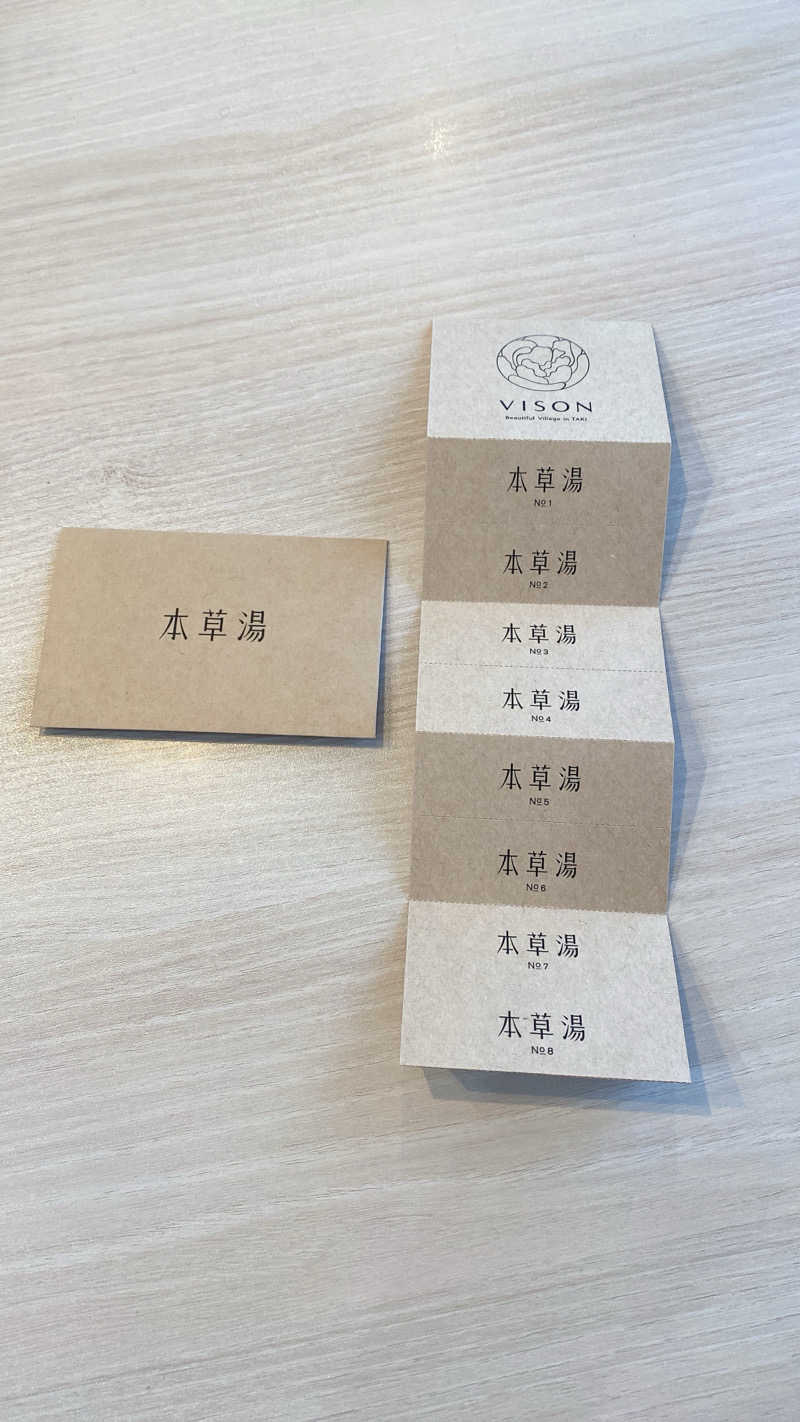 本草湯
VISON
Beautiful Village in TAKI
本草湯
№1
本草湯
№2
本草湯
№3
本草湯
№4
本草湯
№5
本草湯
№6
本草湯
№7
本草湯
№8